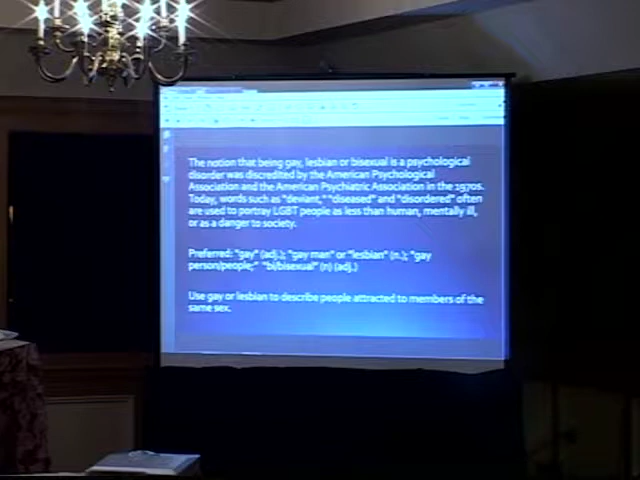 The notion that being gay, lesbian or bisexual is a psychological
disorder was discredited by the American Psychological
Association and the American Psychiatric Association in the 1970s.
Today, words such as "deviant," "diseased" and "disordered" often
are used to portray LGBT people as less than human, mentally ill,
or as a danger to society.
Preferred: "gay" (adj.); "gay man" or "lesbian" (n.); "gay
person/people;" "bi/bisexual" (n) (adj.)
Use gay or lesbian to describe people attracted to members of the
same sex.